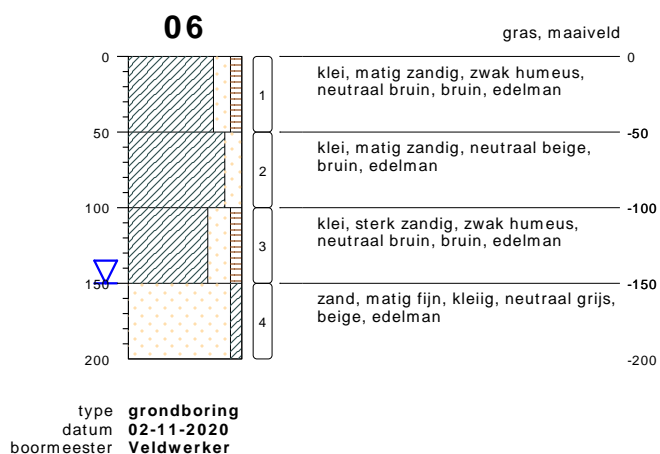 06
gras, maaiveld
0
0
1
klei, matig zandig, zwak humeus,
neutraal bruin, bruin, edelman
50
-50
2
klei, matig zandig, neutraal beige,
bruin, edelman
100
-100
3
klei, sterk zandig, zwak humeus,
neutraal bruin, bruin, edelman
150
-150
4
zand, matig fijn, kleiig, neutraal grijs,
beige, edelman
200
-200
type grondboring
datum 02-11-2020
boormeester Veldwerker